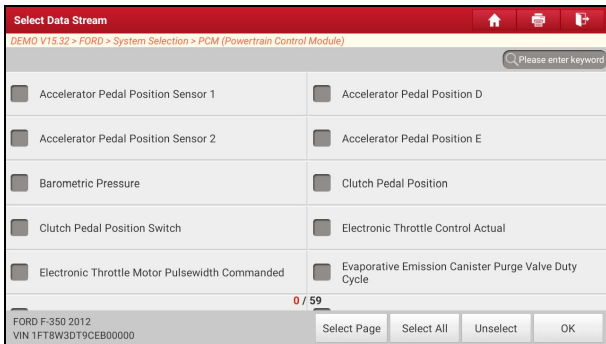 Select Data Stream
DEMO V15.32 > FORD > System Selection > PCM (Powertrain Control Module)
Please enter keyword
Accelerator Pedal Position Sensor 1
Accelerator Pedal Position D
Accelerator Pedal Position Sensor 2
Accelerator Pedal Position E
Barometric Pressure
Clutch Pedal Position
Clutch Pedal Position Switch
Electronic Throttle Control Actual
Electronic Throttle Motor Pulsewidth Commanded
Evaporative Emission Canister Purge Valve Duty
Cycle
0 / 59
FORD F-350 2012
VIN 1FT8W3DT9CEB00000
Select Page
Select All
Unselect
OK